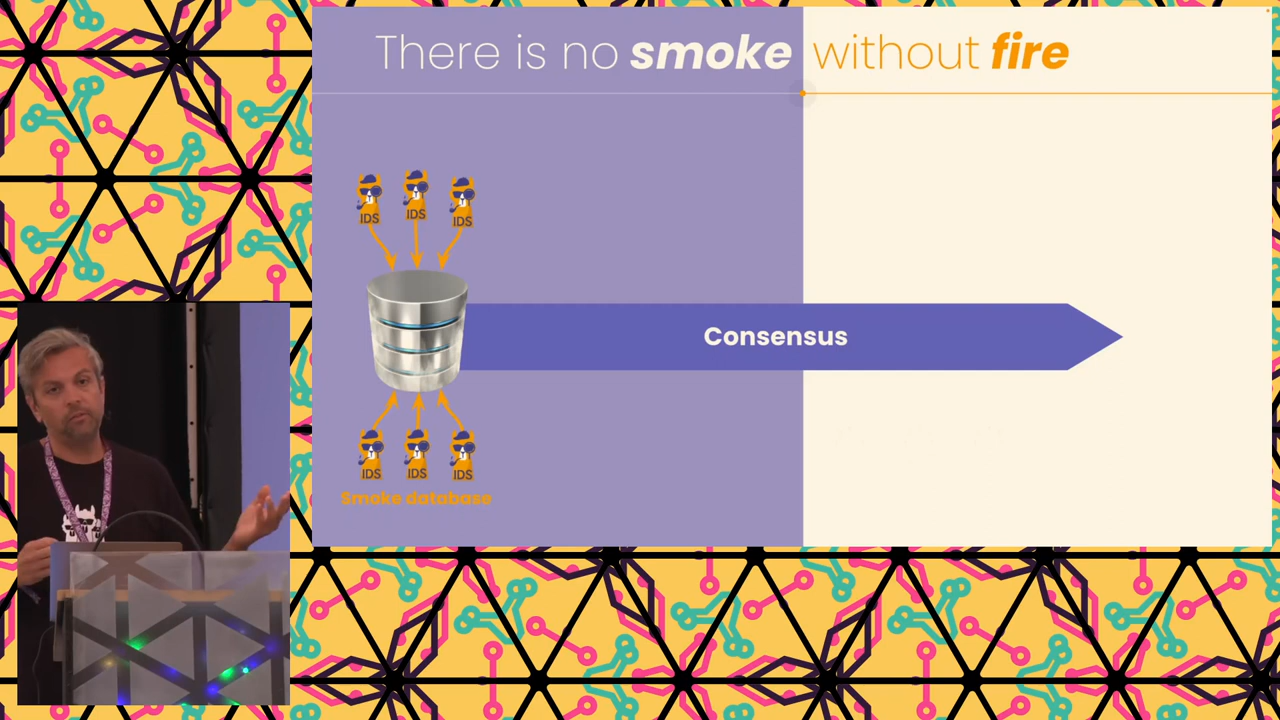 There is no smoke without fire
IDS IDS IDS
Consensus
IDS IDS IDS
Smoke database